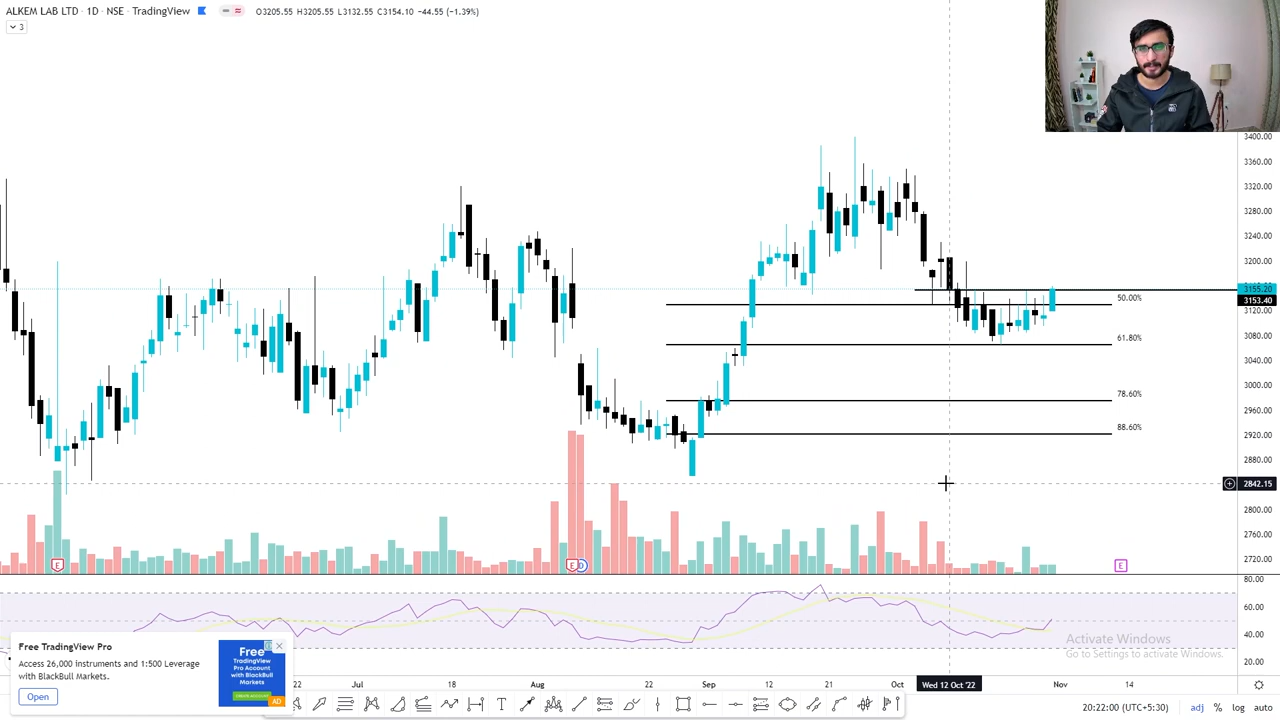 ALKEM LAB LTD · 1D · NSE · TradingView
O3205.55 H3205.55 L3132.55 C3154.10 -44.55 (-1.39%)
3
3400.00
3360.00
3320.00
3280.00
3240.00
3200.00
3155.20
50.00%
3153.40
3120.00
61.80%
3080.00
3040.00
3000.00
78.60%
2960.00
88.60%
2920.00
2880.00
2842.15
2800.00
2760.00
E
E
D
E
2720.00
80.00
60.00
40.00
20.00
Activate Windows
Go to Settings to activate Windows.
Free TradingView Pro
Access 26,000 instruments and 1:500 Leverage
with BlackBull Markets.
Open
Free
TradingView
Pro Account
with BlackBull
Markets
AD
22
Jul
18
Aug
22
Sep
12
21
Oct
Wed 12 Oct '22
Nov
14
20:22:00 (UTC+5:30)
adj
%
log
auto